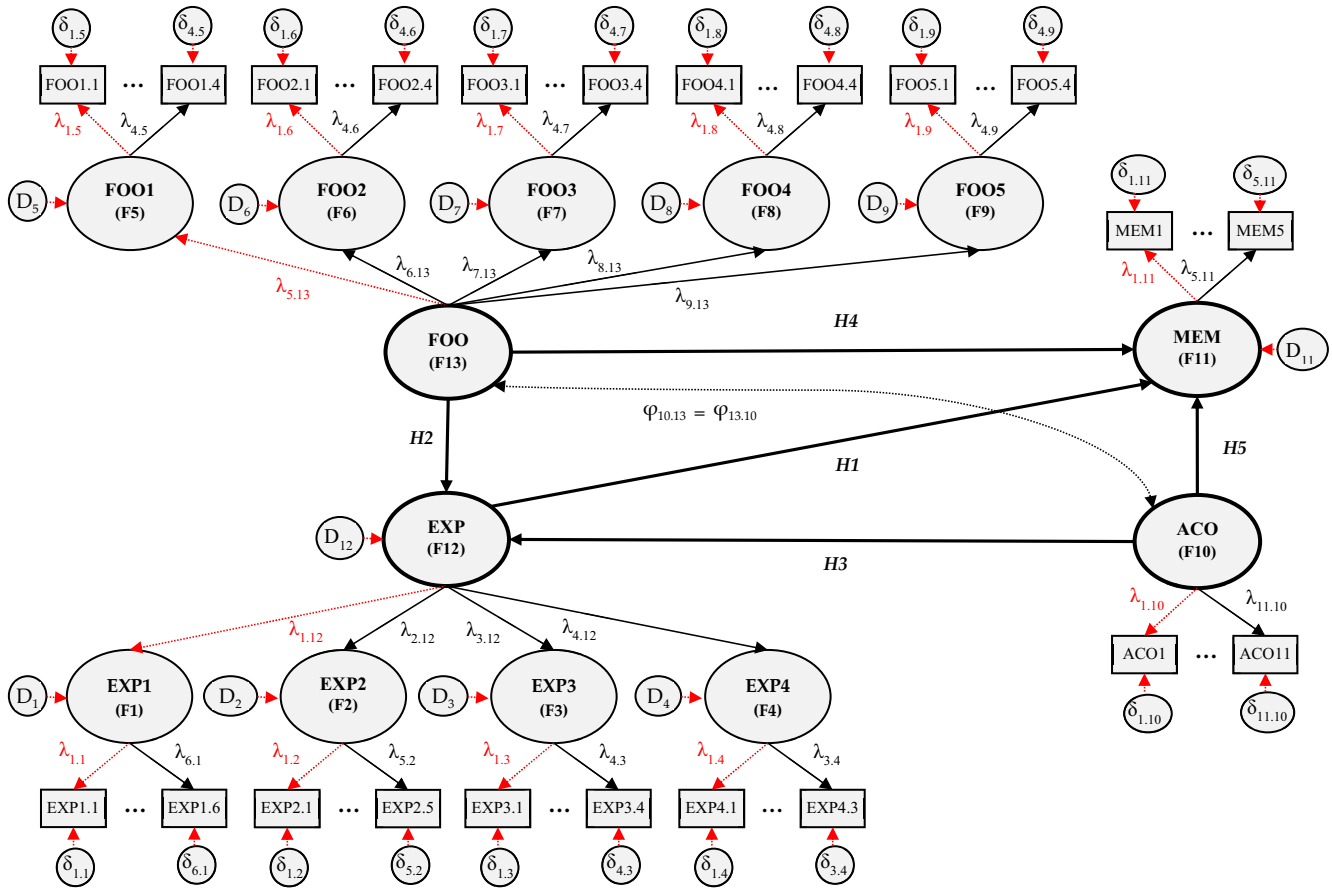 δ1.5 δ4.5 δ1.6 δ4.6 δ1.7 δ4.7 δ1.8 δ4.8 δ1.9 δ4.9
FOO1.1 ... FOO1.4 FOO2.1 ... FOO2.4 FOO3.1 ... FOO3.4 FOO4.1 ... FOO4.4 FOO5.1 ... FOO5.4
λ1.5 λ4.5 λ1.6 λ4.6 λ1.7 λ4.7 λ1.8 λ4.8 λ1.9 λ4.9
D5 FOO1 D6 FOO2 D7 FOO3 D8 FOO4 D9 FOO5
(F5) (F6) (F7) (F8) (F9)
δ1.11 δ5.11
MEM1 ... MEM5
λ1.11 λ5.11
λ5.13 λ6.13 λ7.13 λ8.13 λ9.13
FOO
(F13)
H4
MEM
(F11)
D11
φ10.13 = φ13.10
H2
H1
H5
D12
EXP
(F12)
H3
ACO
(F10)
λ1.10 λ11.10
ACO1 ... ACO11
δ1.10 δ11.10
λ1.12 λ2.12 λ3.12 λ4.12
D1 EXP1 D2 EXP2 D3 EXP3 D4 EXP4
(F1) (F2) (F3) (F4)
λ1.1 λ6.1 λ1.2 λ5.2 λ1.3 λ4.3 λ1.4 λ3.4
EXP1.1 ... EXP1.6 EXP2.1 ... EXP2.5 EXP3.1 ... EXP3.4 EXP4.1 ... EXP4.3
δ1.1 δ6.1 δ1.2 δ5.2 δ1.3 δ4.3 δ1.4 δ3.4